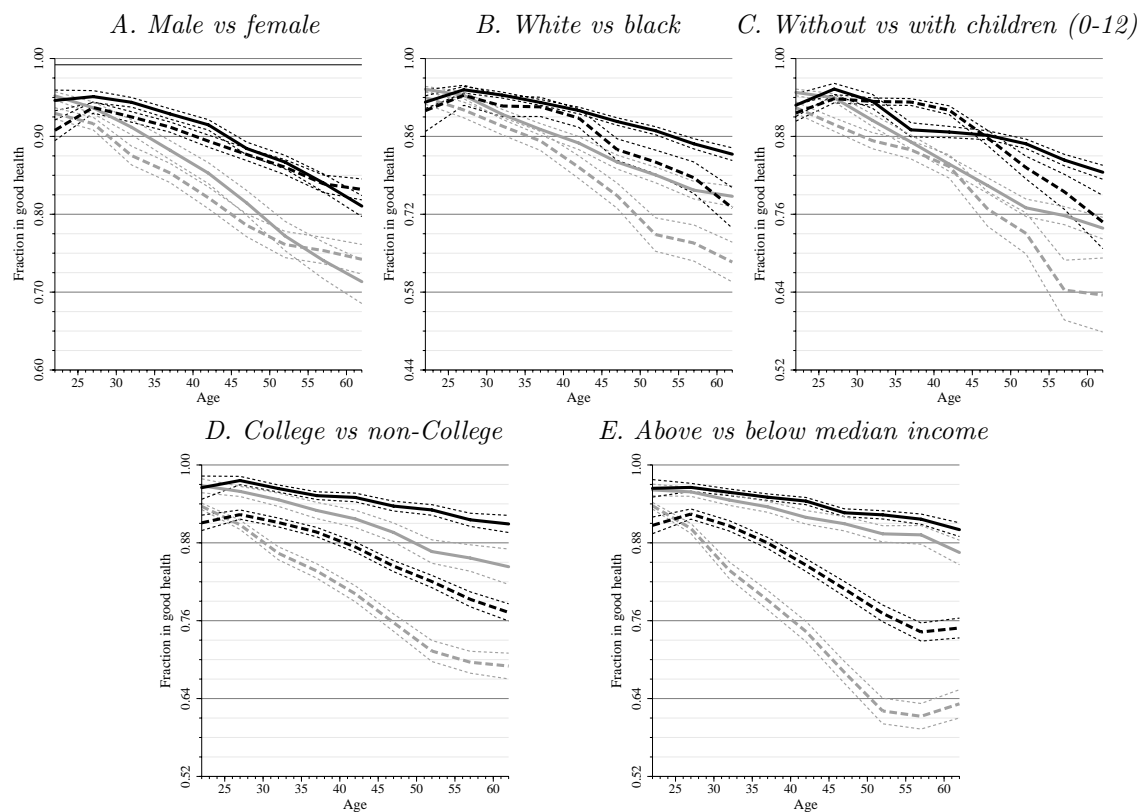 A. Male vs female
1.00
0.90
0.80
0.70
0.60
Fraction in good health
25 30 35 40 45 50 55 60
Age
B. White vs black
1.00
0.86
0.72
0.58
0.44
Fraction in good health
25 30 35 40 45 50 55 60
Age
C. Without vs with children (0-12)
1.00
0.88
0.76
0.64
0.52
Fraction in good health
25 30 35 40 45 50 55 60
Age
D. College vs non-College
1.00
0.88
0.76
0.64
0.52
Fraction in good health
25 30 35 40 45 50 55 60
Age
E. Above vs below median income
1.00
0.88
0.76
0.64
0.52
Fraction in good health
25 30 35 40 45 50 55 60
Age